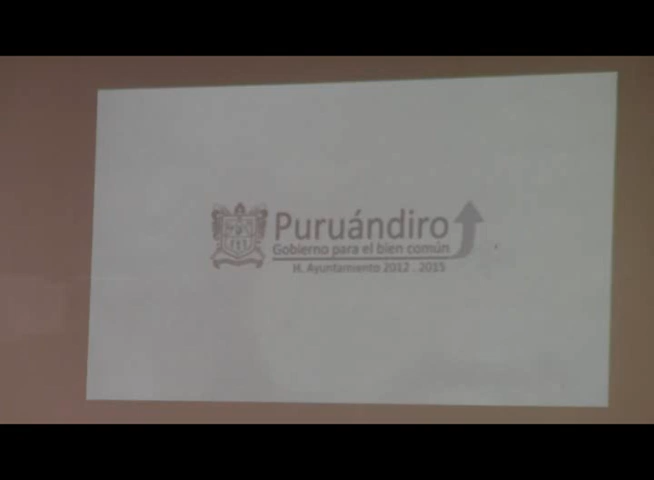 Puruándiro
Gobierno para el bien común
H. Ayuntamiento 2012 . 2015